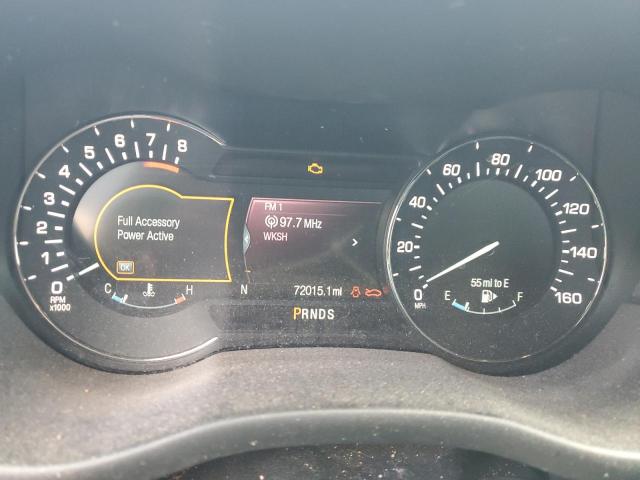 0 1 2 3 4 5 6 7 8
RPM
x1000
Full Accessory
Power Active
OK
C H
FM 1
97.7 MHz
WKSH
N 72015.1 mi
PRNDS
0 20 40 60 80 100 120 140 160
MPH
55 mi to E
E F